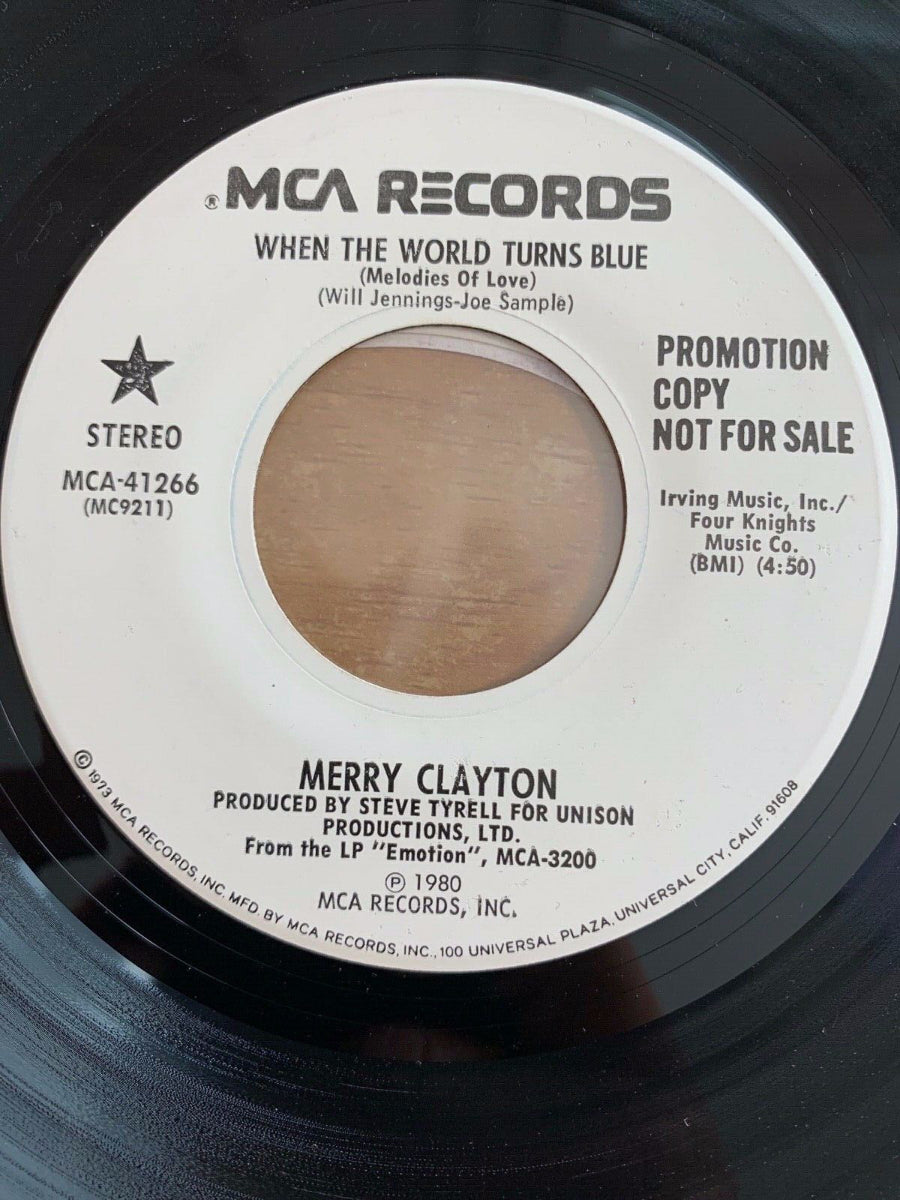 ® MCA RECORDS
WHEN THE WORLD TURNS BLUE
(Melodies Of Love)
(Will Jennings-Joe Sample)
STEREO
MCA-41266
(MC9211)
PROMOTION
COPY
NOT FOR SALE
Irving Music, Inc./
Four Knights
Music Co.
(BMI) (4:50)
MERRY CLAYTON
PRODUCED BY STEVE TYRELL FOR UNISON
PRODUCTIONS, LTD.
From the LP "Emotion", MCA-3200
℗ 1980
MCA RECORDS, INC.
© 1973 MCA RECORDS, INC. MFD. BY MCA RECORDS, INC., 100 UNIVERSAL PLAZA, UNIVERSAL CITY, CALIF. 91608